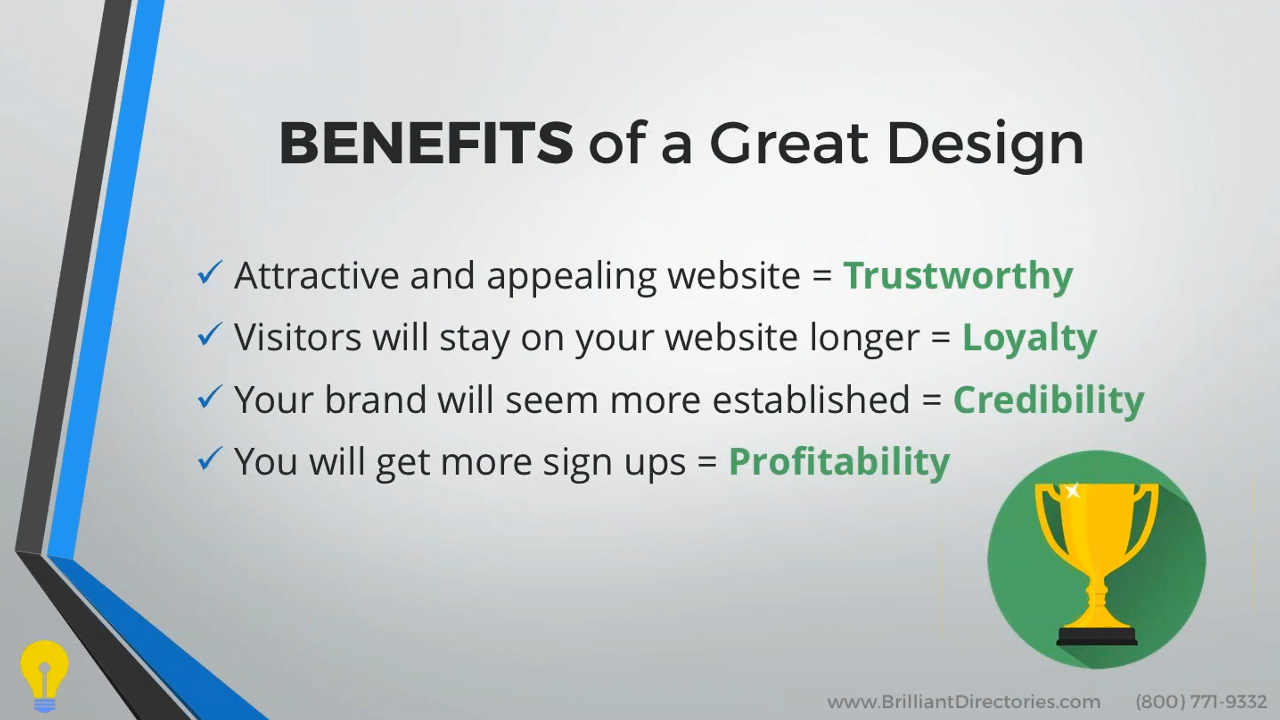 BENEFITS of a Great Design
✓ Attractive and appealing website = Trustworthy
✓ Visitors will stay on your website longer = Loyalty
✓ Your brand will seem more established = Credibility
✓ You will get more sign ups = Profitability
www.BrilliantDirectories.com (800) 771-9332